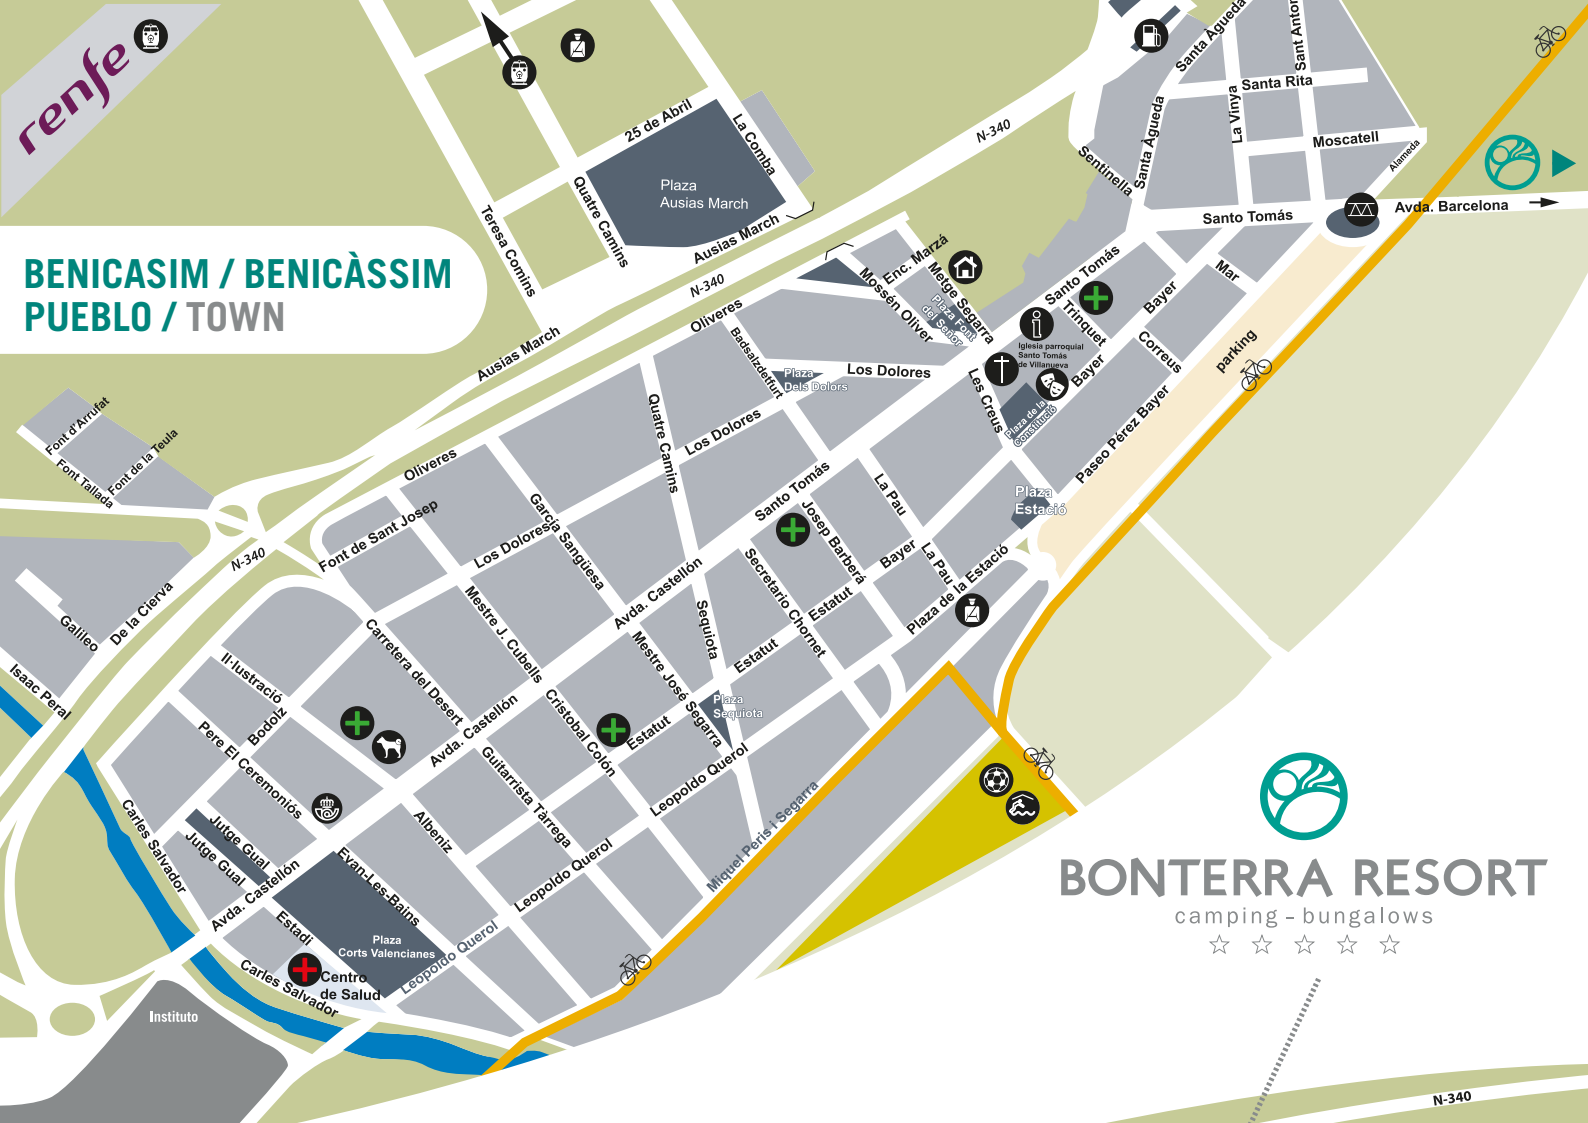 renfe
BENICASIM / BENICÀSSIM
PUEBLO / TOWN
25 de Abril
La Comba
Plaza
Ausias March
Quatre Camins
Teresa Comins
Ausias March
N-340
N-340
Ausias March
Oliveres
Sentinella
Santa Àgueda
Santa Àgueda
La Vinya
Sant Anton
Santa Rita
Moscatell
Alameda
Avda. Barcelona
Santo Tomás
Mar
Enc. Marzá
Metge Segarra
Mossén Oliver
Plaza Font
del Senyor
Santo Tomás
Trinquet
Bayer
Bayer
Correus
parking
Iglesia parroquial
Santo Tomás
de Villanueva
Les Creus
Plaza de la
Constitució
Paseo Pérez Bayer
Plaza
Estació
Badsalzdetfurt
Plaza
Dels Dolors
Los Dolores
Los Dolores
Quatre Camins
Santo Tomás
La Pau
La Pau
Josep Barberá
Bayer
Plaza de la Estació
Secretario Chornet
Estatut
Estatut
Estatut
Font d'Arrufat
Font de la Teula
Font Tallada
Oliveres
Font de Sant Josep
García Sangüesa
Los Dolores
N-340
De la Cierva
Galileo
Isaac Peral
Avda. Castellón
Sequiota
Mestre José Segarra
Plaza
Sequiota
Mestre J. Cubells
Cristobal Colón
Carretera del Desert
Il·lustració
Bodolz
Pere El Ceremoniós
Avda. Castellón
Guitarrista Tàrrega
Leopoldo Querol
Leopoldo Querol
Leopoldo Querol
Miquel Peris i Segarra
Albeniz
Carles Salvador
Jutge Gual
Jutge Gual
Avda. Castellón
Evan-Les-Bains
Estadi
Plaza
Corts Valencianes
Centro
de Salud
Carles Salvador
Instituto
BONTERRA RESORT
camping - bungalows
N-340